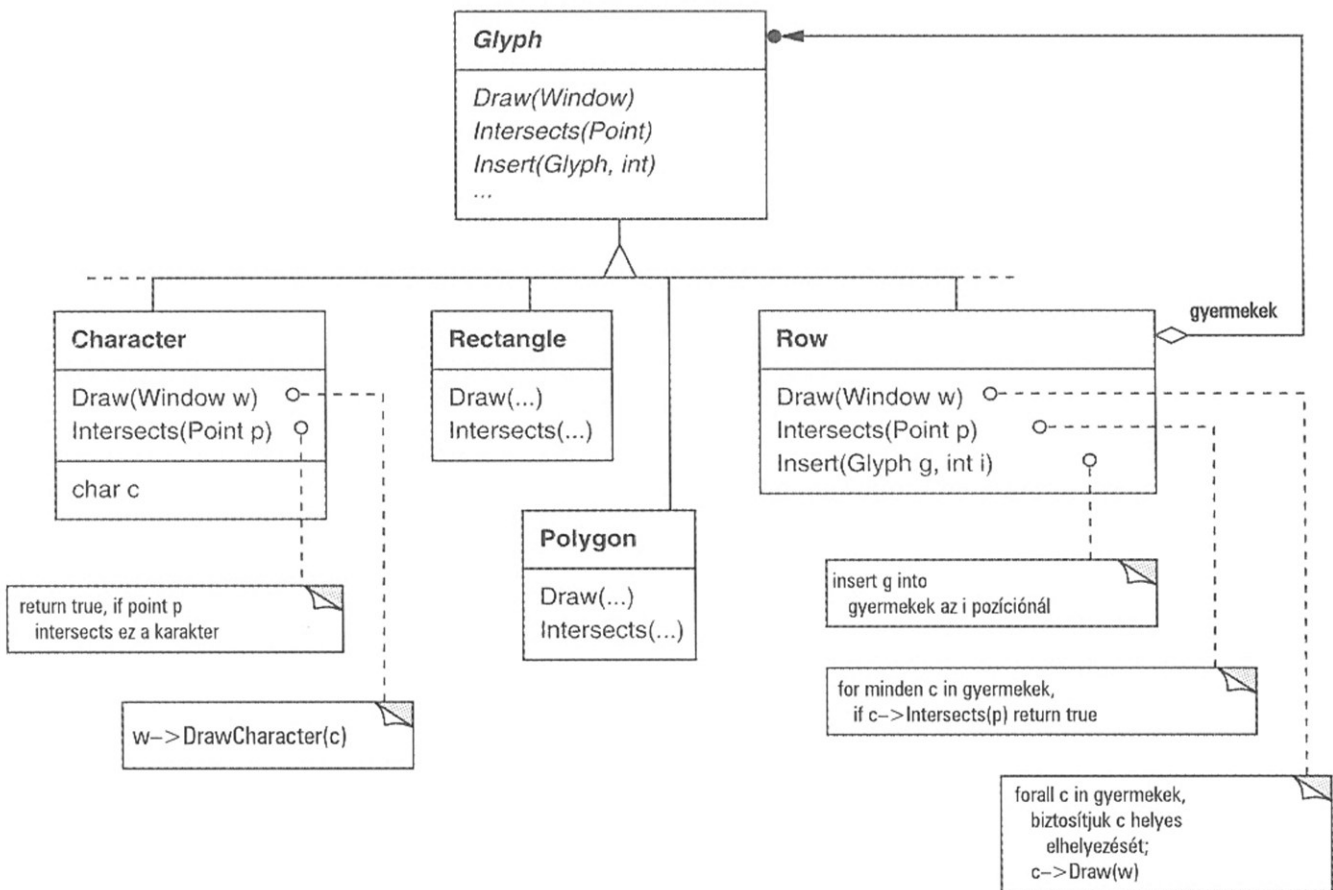 Glyph
Draw(Window)
Intersects(Point)
Insert(Glyph, int)
...
gyermekek
Character
Draw(Window w)
Intersects(Point p)
char c
Rectangle
Draw(...)
Intersects(...)
Row
Draw(Window w)
Intersects(Point p)
Insert(Glyph g, int i)
Polygon
Draw(...)
Intersects(...)
return true, if point p
intersects ez a karakter
w–>DrawCharacter(c)
insert g into
gyermekek az i pozíciónál
for minden c in gyermekek,
if c–>Intersects(p) return true
forall c in gyermekek,
biztosítjuk c helyes
elhelyezését;
c–>Draw(w)